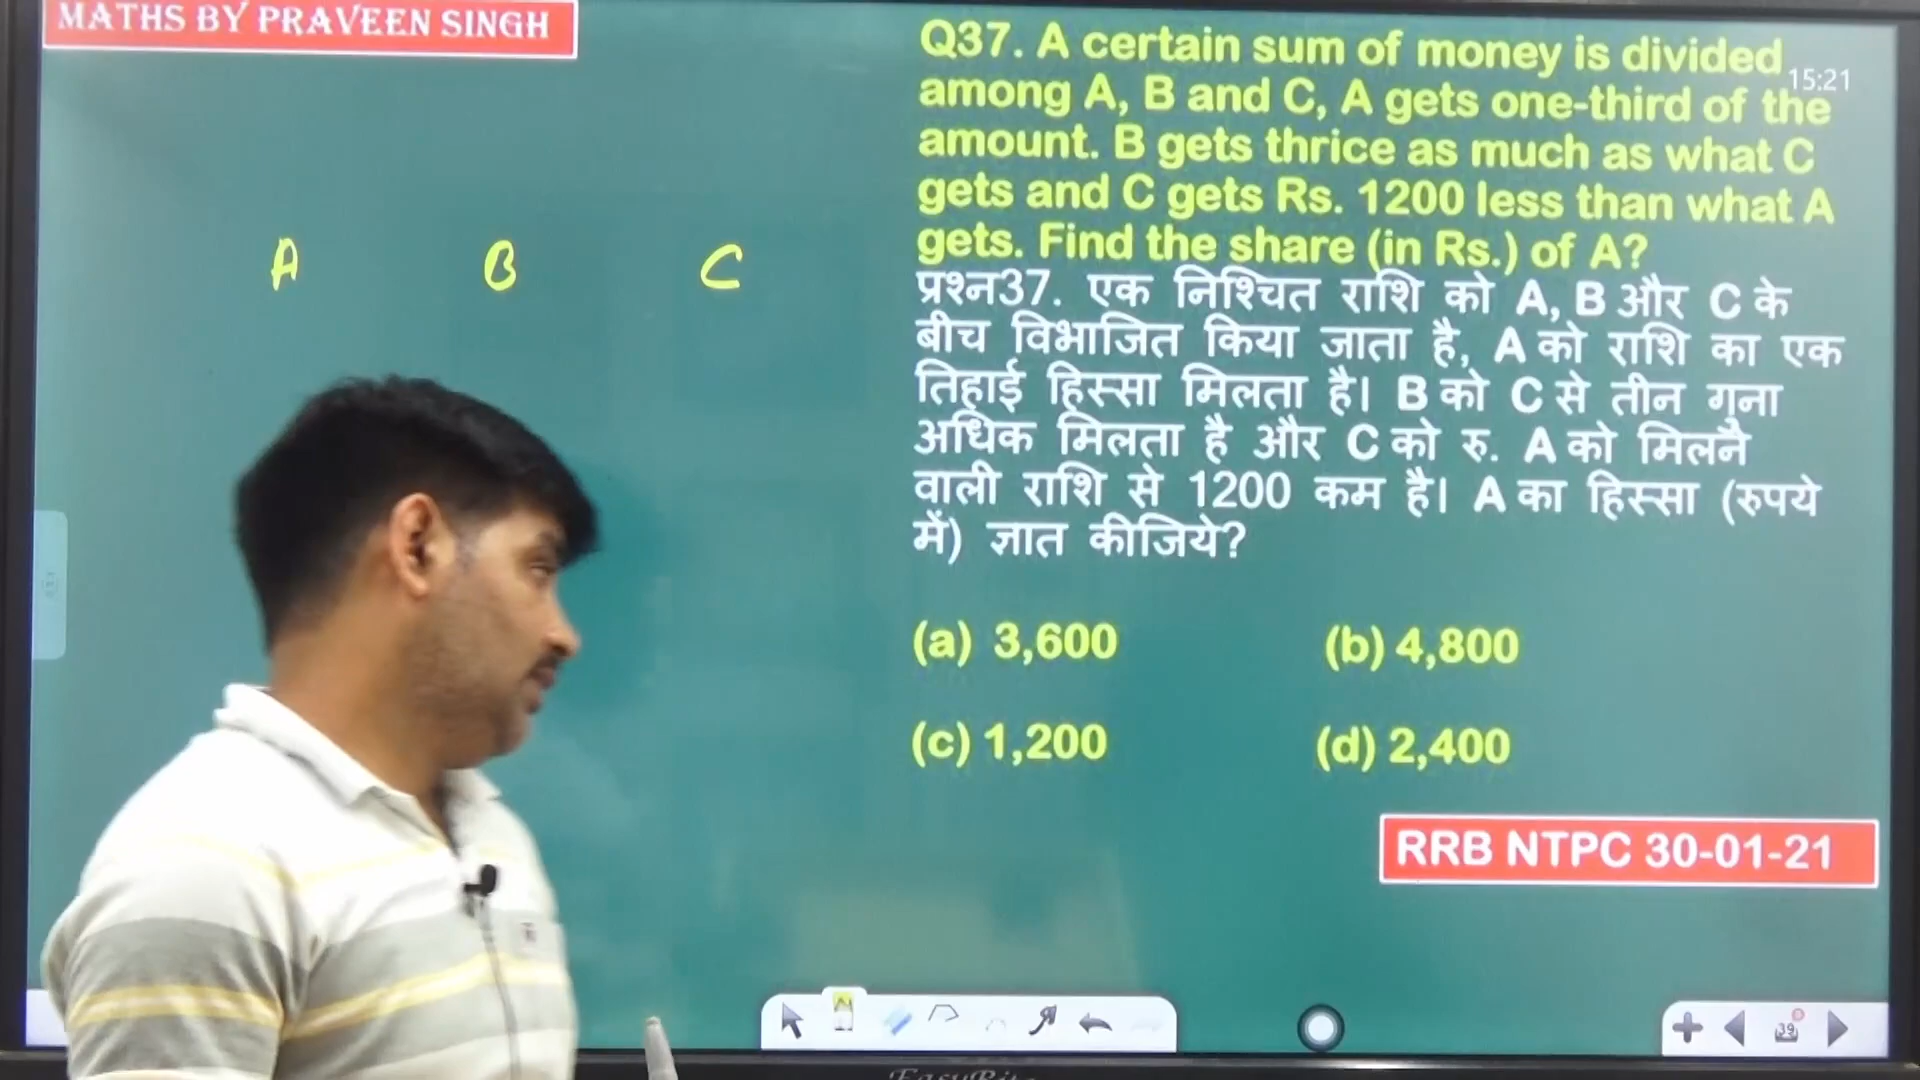 MATHS BY PRAVEEN SINGH
Q37. A certain sum of money is divided
15:21
among A, B and C, A gets one-third of the
amount. B gets thrice as much as what C
gets and C gets Rs. 1200 less than what A
gets. Find the share (in Rs.) of A?
A B C
प्रश्न37. एक निश्चित राशि को A, B और C के
बीच विभाजित किया जाता है, A को राशि का एक
तिहाई हिस्सा मिलता है। B को C से तीन गुना
अधिक मिलता है और C को रु. A को मिलने
वाली राशि से 1200 कम है। A का हिस्सा (रुपये
में) ज्ञात कीजिये?
(a) 3,600 (b) 4,800
(c) 1,200 (d) 2,400
RRB NTPC 30-01-21
39